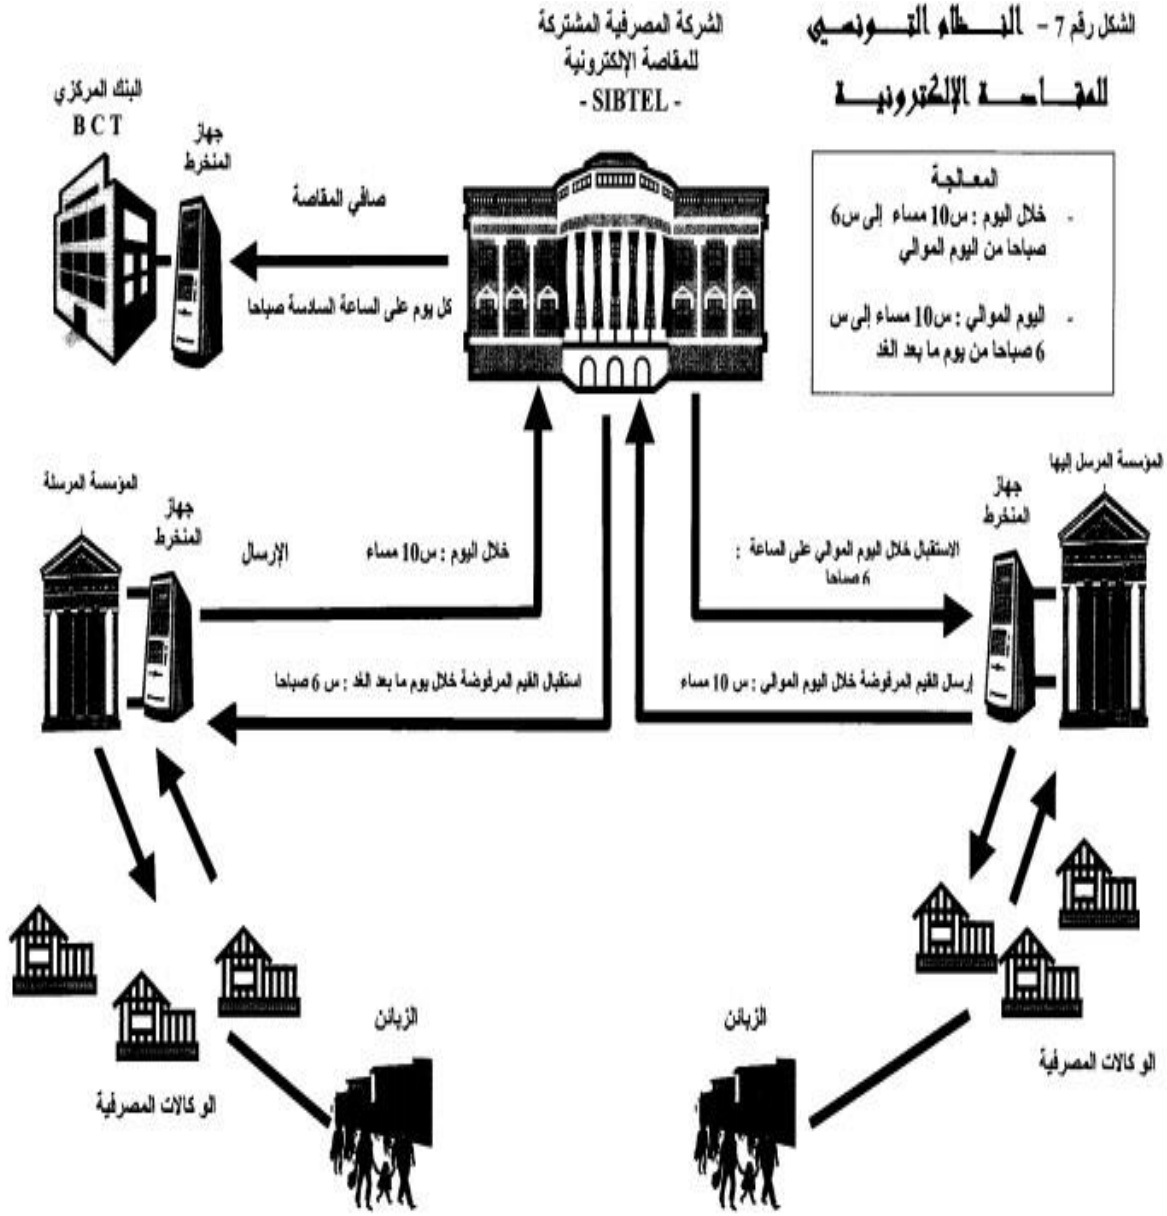 الشكل رقم 7 - النظام التونسي
للمقاصة الإلكترونية
الشركة المصرفية المشتركة
للمقاصة الإلكترونية
- SIBTEL -
البنك المركزي
B C T
جهاز
المنخرط
صافي المقاصة
كل يوم على الساعة السادسة صباحا
المعالجة
- خلال اليوم : س10 مساء إلى س6
صباحا من اليوم الموالي
- اليوم الموالي : س10 مساء إلى س
6 صباحا من يوم ما بعد الغد
المؤسسة المرسل إليها
جهاز
المنخرط
المؤسسة المرسلة
جهاز
المنخرط
الاستقبال خلال اليوم الموالي على الساعة :
6 صباحا
الإرسال خلال اليوم : س10 مساء
إرسال القيم المرفوضة خلال اليوم الموالي : س 10 مساء
استقبال القيم المرفوضة خلال يوم ما بعد الغد : س 6 صباحا
الزبائن
الزبائن
الوكالات المصرفية
الوكالات المصرفية